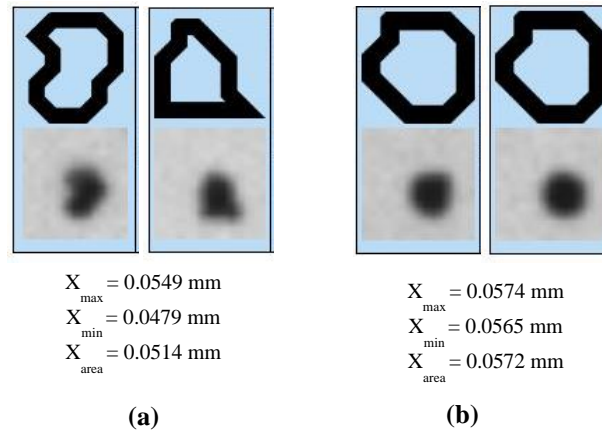 X_max = 0.0549 mm
X_min = 0.0479 mm
X_area = 0.0514 mm
(a)
X_max = 0.0574 mm
X_min = 0.0565 mm
X_area = 0.0572 mm
(b)